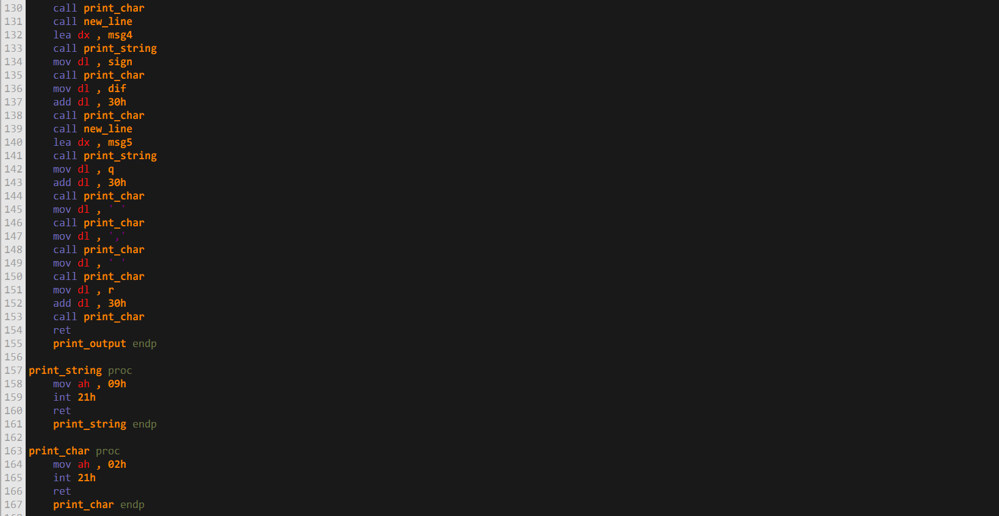 130 call print_char
131 call new_line
132 lea dx , msg4
133 call print_string
134 mov dl , sign
135 call print_char
136 mov dl , dif
137 add dl , 30h
138 call print_char
139 call new_line
140 lea dx , msg5
141 call print_string
142 mov dl , q
143 add dl , 30h
144 call print_char
145 mov dl , ' '
146 call print_char
147 mov dl , ','
148 call print_char
149 mov dl , ' '
150 call print_char
151 mov dl , r
152 add dl , 30h
153 call print_char
154 ret
155 print_output endp
156
157 print_string proc
158 mov ah , 09h
159 int 21h
160 ret
161 print_string endp
162
163 print_char proc
164 mov ah , 02h
165 int 21h
166 ret
167 print_char endp